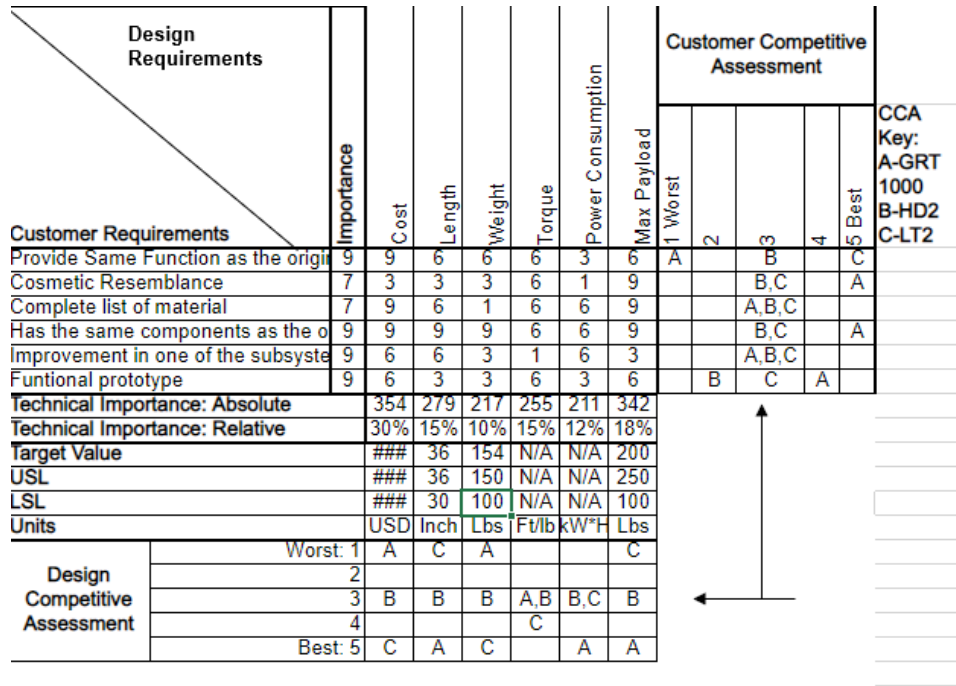 Design
Requirements
Customer Requirements
Importance
Cost
Length
Weight
Torque
Power Consumption
Max Payload
Customer Competitive
Assessment
1 Worst
2
3
4
5 Best
CCA
Key:
A-GRT
1000
B-HD2
C-LT2
Provide Same Function as the origin 9 9 6 6 6 3 6 A B C
Cosmetic Resemblance 7 3 3 3 6 1 9 B,C A
Complete list of material 7 9 6 1 6 6 9 A,B,C
Has the same components as the o 9 9 9 9 6 6 9 B,C A
Improvement in one of the subsyste 9 6 6 3 1 6 3 A,B,C
Funtional prototype 9 6 3 3 6 3 6 B C A
Technical Importance: Absolute 354 279 217 255 211 342
Technical Importance: Relative 30% 15% 10% 15% 12% 18%
Target Value ### 36 154 N/A N/A 200
USL ### 36 150 N/A N/A 250
LSL ### 30 100 N/A N/A 100
Units USD Inch Lbs Ft/lb kW*H Lbs
Design
Competitive
Assessment
Worst: 1 A C A C
2
3 B B B A,B B,C B
4 C
Best: 5 C A C A A